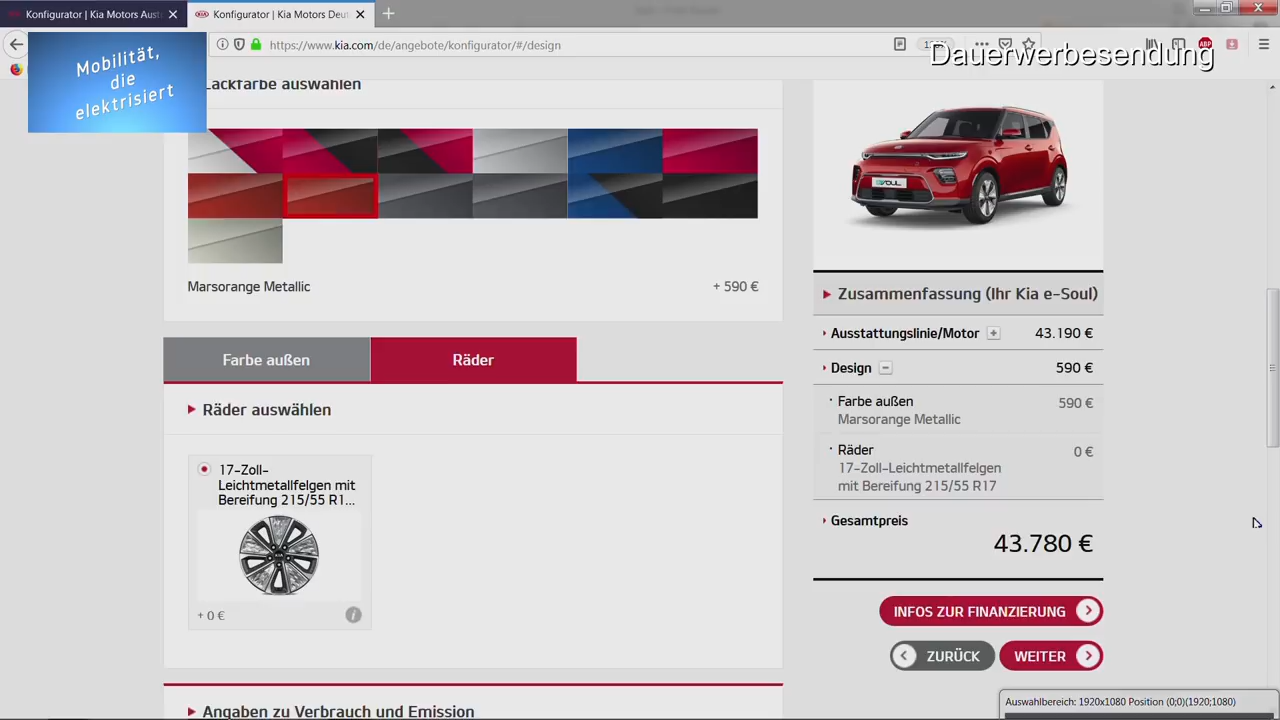 Konfigurator | Kia Motors Aust
Konfigurator | Kia Motors Deut
https://www.kia.com/de/angebote/konfigurator/#/design
ABP
Dauerwerbesendung
Mobilität,
die
elektrisiert
Lackfarbe auswählen
Marsorange Metallic
+ 590 €
Farbe außen
Räder
Räder auswählen
17-Zoll-
Leichtmetallfelgen mit
Bereifung 215/55 R1...
+ 0 €
Angaben zu Verbrauch und Emission
Zusammenfassung (Ihr Kia e-Soul)
Ausstattungslinie/Motor
43.190 €
Design
590 €
Farbe außen
590 €
Marsorange Metallic
Räder
0 €
17-Zoll-Leichtmetallfelgen
mit Bereifung 215/55 R17
Gesamtpreis
43.780 €
INFOS ZUR FINANZIERUNG
ZURÜCK
WEITER
Auswahlbereich: 1920x1080 Position (0;0)(1920;1080)